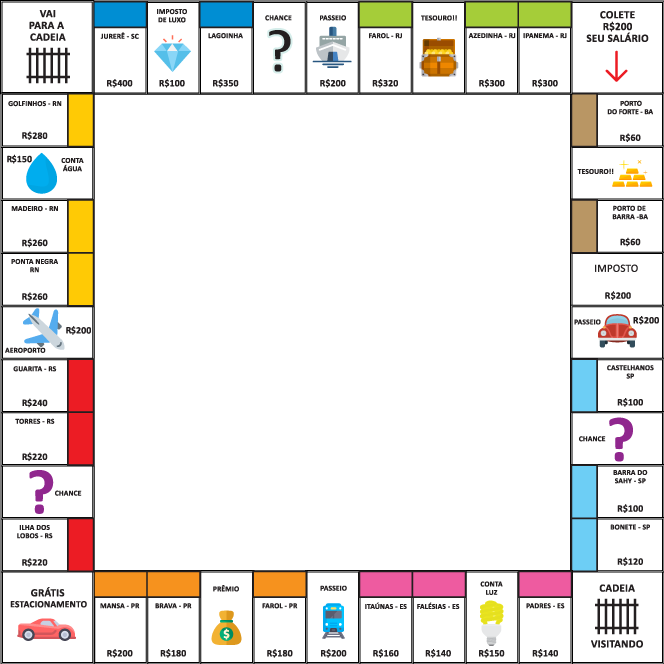 VAI
PARA A
CADEIA
JURERÊ - SC
R$400
IMPOSTO
DE LUXO
R$100
LAGOINHA
R$350
CHANCE
?
PASSEIO
R$200
FAROL - RJ
R$320
TESOURO!!
AZEDINHA - RJ
R$300
IPANEMA - RJ
R$300
COLETE
R$200
SEU SALÁRIO
GOLFINHOS - RN
R$280
R$150
CONTA
ÁGUA
MADEIRO - RN
R$260
PONTA NEGRA
RN
R$260
R$200
AEROPORTO
GUARITA - RS
R$240
TORRES - RS
R$220
?
CHANCE
ILHA DOS
LOBOS - RS
R$220
PORTO
DO FORTE - BA
R$60
TESOURO!!
PORTO DE
BARRA -BA
R$60
IMPOSTO
R$200
PASSEIO
R$200
CASTELHANOS
SP
R$100
CHANCE
?
BARRA DO
SAHY - SP
R$100
BONETE - SP
R$120
GRÁTIS
ESTACIONAMENTO
MANSA - PR
R$200
BRAVA - PR
R$180
PRÊMIO
$
FAROL - PR
R$180
PASSEIO
R$200
ITAÚNAS - ES
R$160
FALÉSIAS - ES
R$140
CONTA
LUZ
R$150
PADRES - ES
R$140
CADEIA
VISITANDO